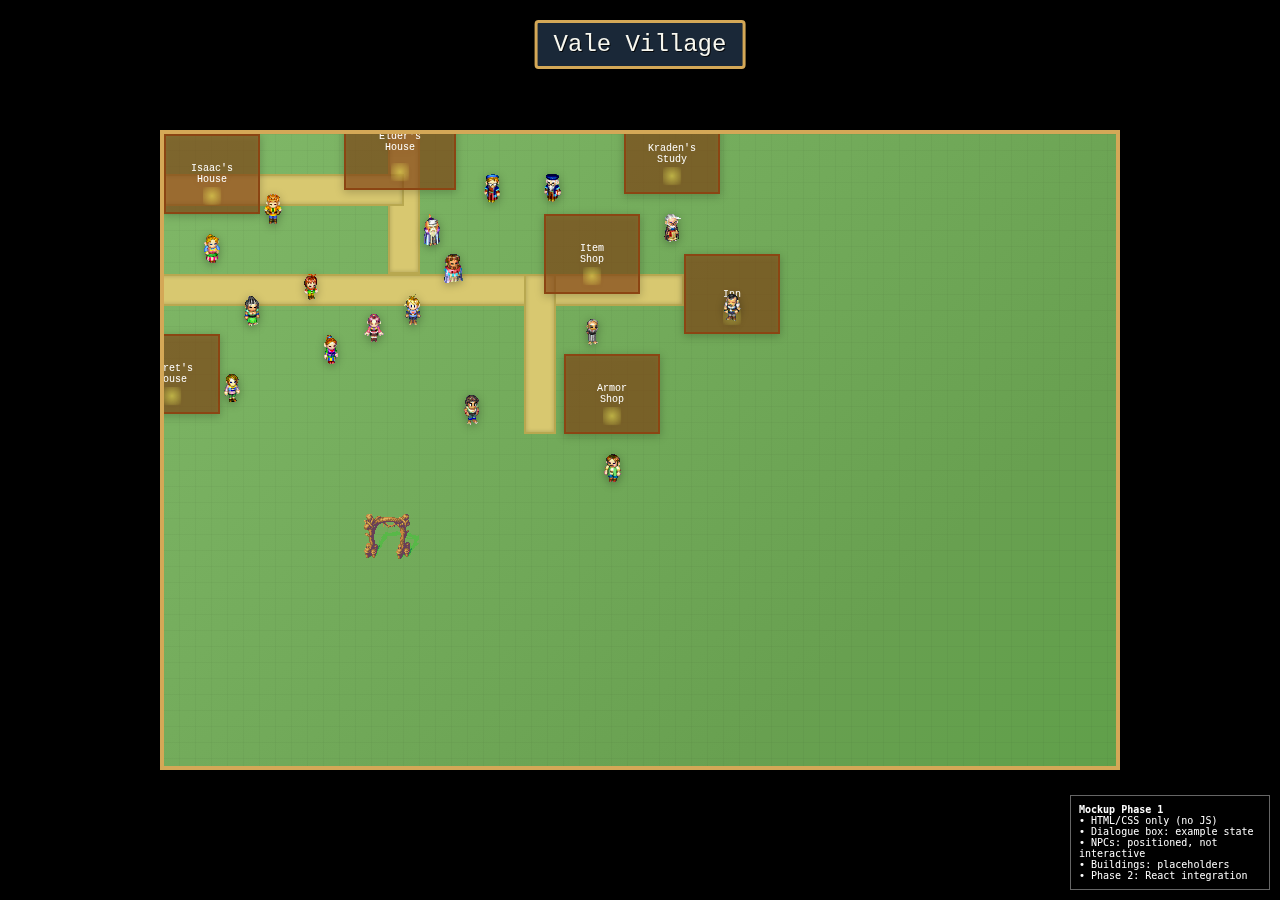 Vale Village
Elder's
House
Kraden's
Study
Isaac's
House
Item
Shop
Inn
ret's
ouse
Armor
Shop
Mockup Phase 1
• HTML/CSS only (no JS)
• Dialogue box: example state
• NPCs: positioned, not
interactive
• Buildings: placeholders
• Phase 2: React integration